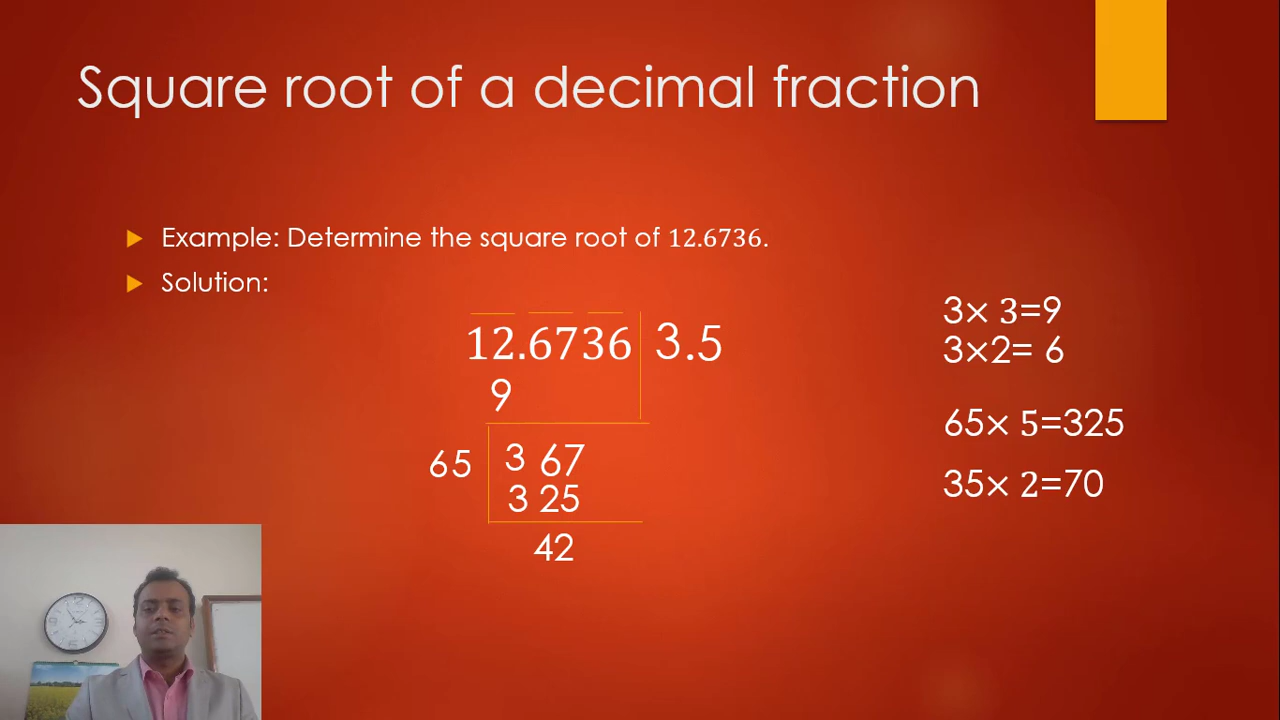 Square root of a decimal fraction
Example: Determine the square root of 12.6736.
Solution:
12.6736 3.5
9
65 3 67
3 25
42
3× 3=9
3×2= 6
65× 5=325
35× 2=70